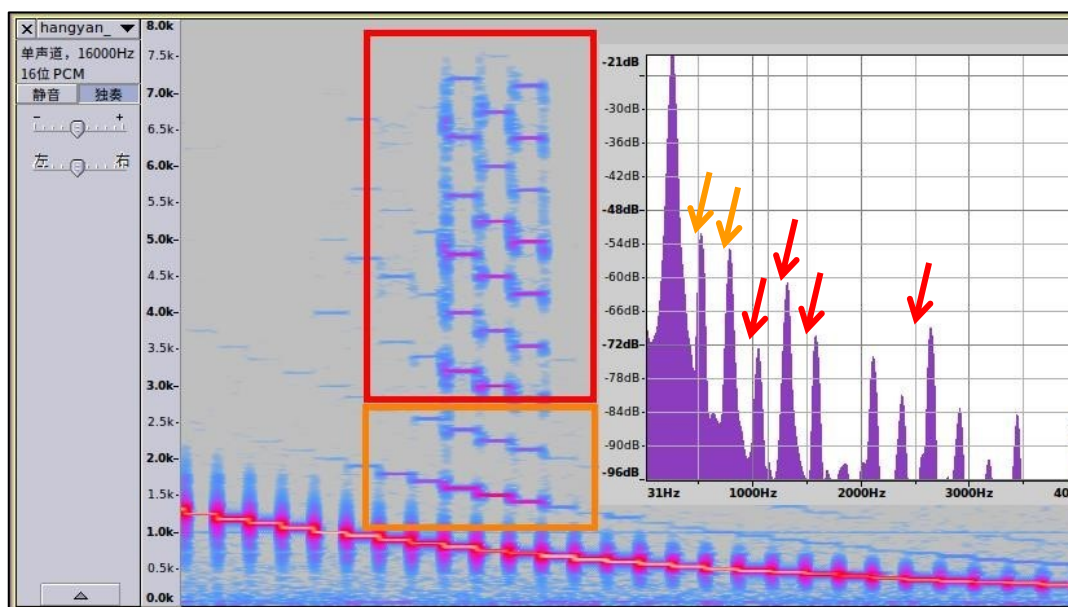 hangyan_
单声道，16000Hz
16位 PCM
静音 独奏
- +
左 右
8.0k
7.5k-
7.0k-
6.5k-
6.0k-
5.5k-
5.0k-
4.5k-
4.0k-
3.5k-
3.0k-
2.5k-
2.0k-
1.5k-
1.0k-
0.5k-
0.0k
-21dB
-30dB
-36dB
-42dB
-48dB
-54dB
-60dB
-66dB
-72dB
-78dB
-84dB
-90dB
-96dB
31Hz 1000Hz 2000Hz 3000Hz 40